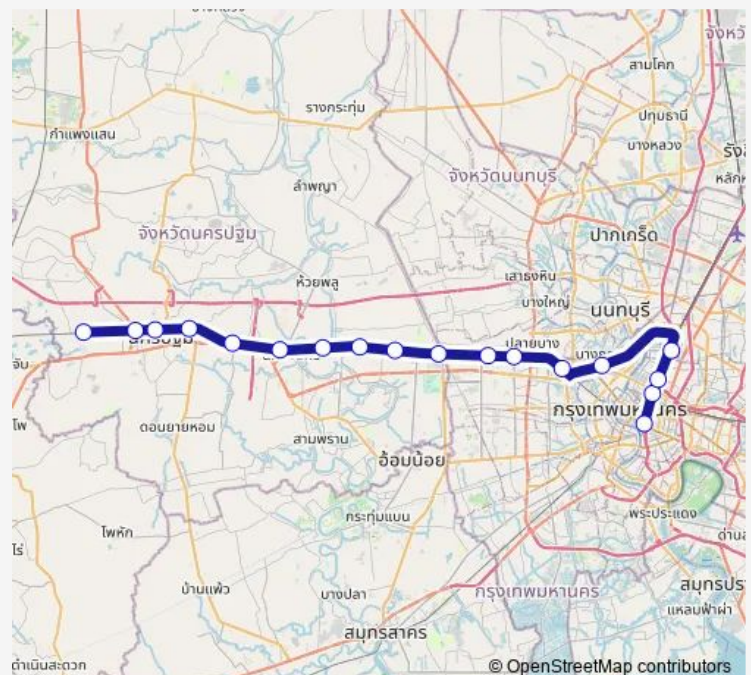 สามโคก
จังหวั
รางกระทุ่ม
ปทุมธานี
กำแพงแสน
บางหลวง
รังสิ
ลำพญา
จังหวัดนนทบุรี
หลักห
จังหวัดนครปฐม
ปากเกร็ด
เสาธงหิน
ห้วยพลู
บางใหญ่
นนทบุรี
ปลายบาง
กรุงเทพมหานคร
ดอนยายหอม
สามพราน
อ้อมน้อย
กระทุ่มแบน
พระประแดง
โพหัก
บ้านแพ้ว
บางปลา
จังหวัดกรุงเทพมหานคร
สมุทรปร
แหลมฟ้าผ่า
สมุทรสาคร
ดำเนินสะดวก
© OpenStreetMap contributors